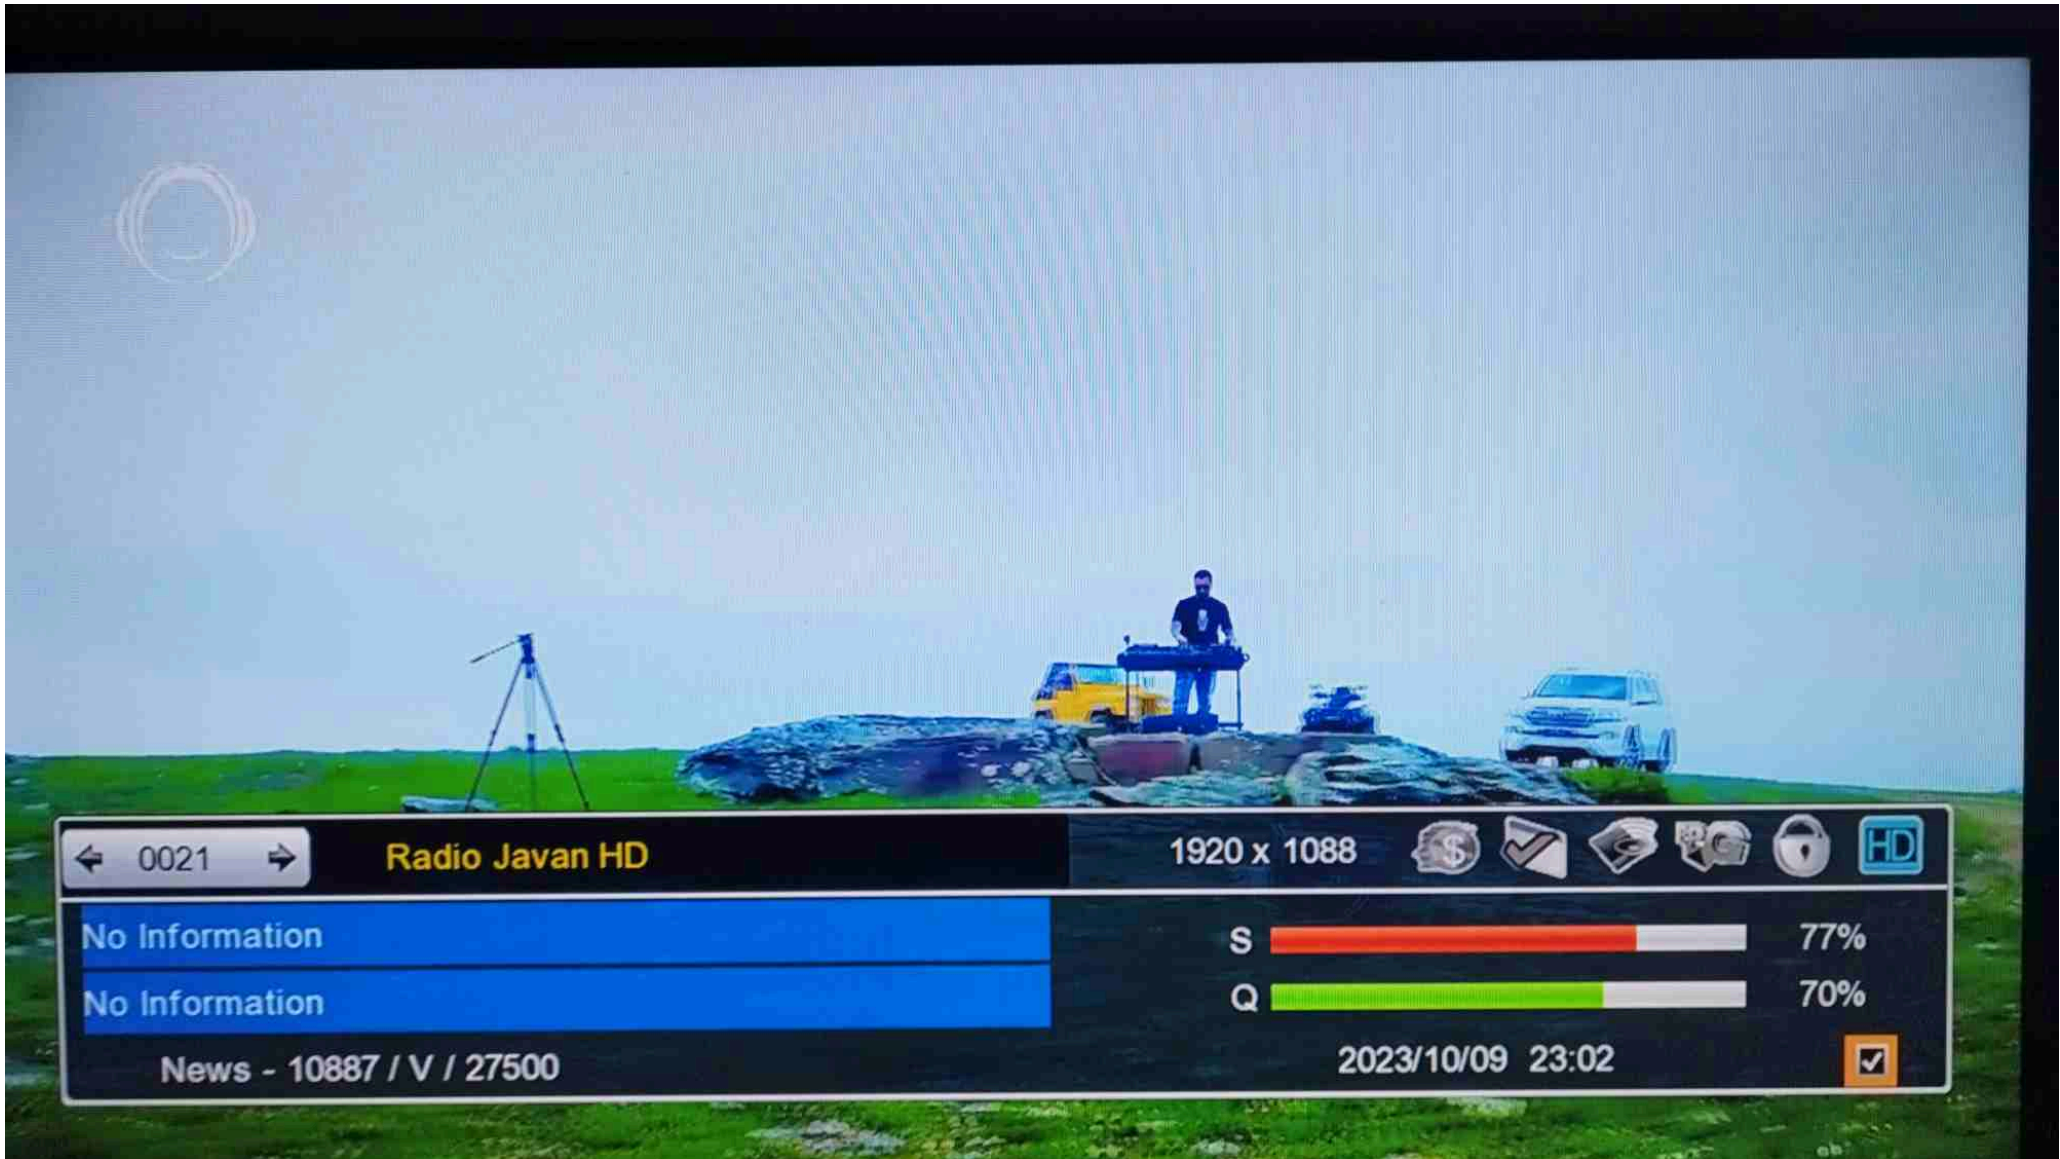 0021 Radio Javan HD 1920 x 1088 $ HD
No Information S 77%
No Information Q 70%
News - 10887 / V / 27500 2023/10/09 23:02